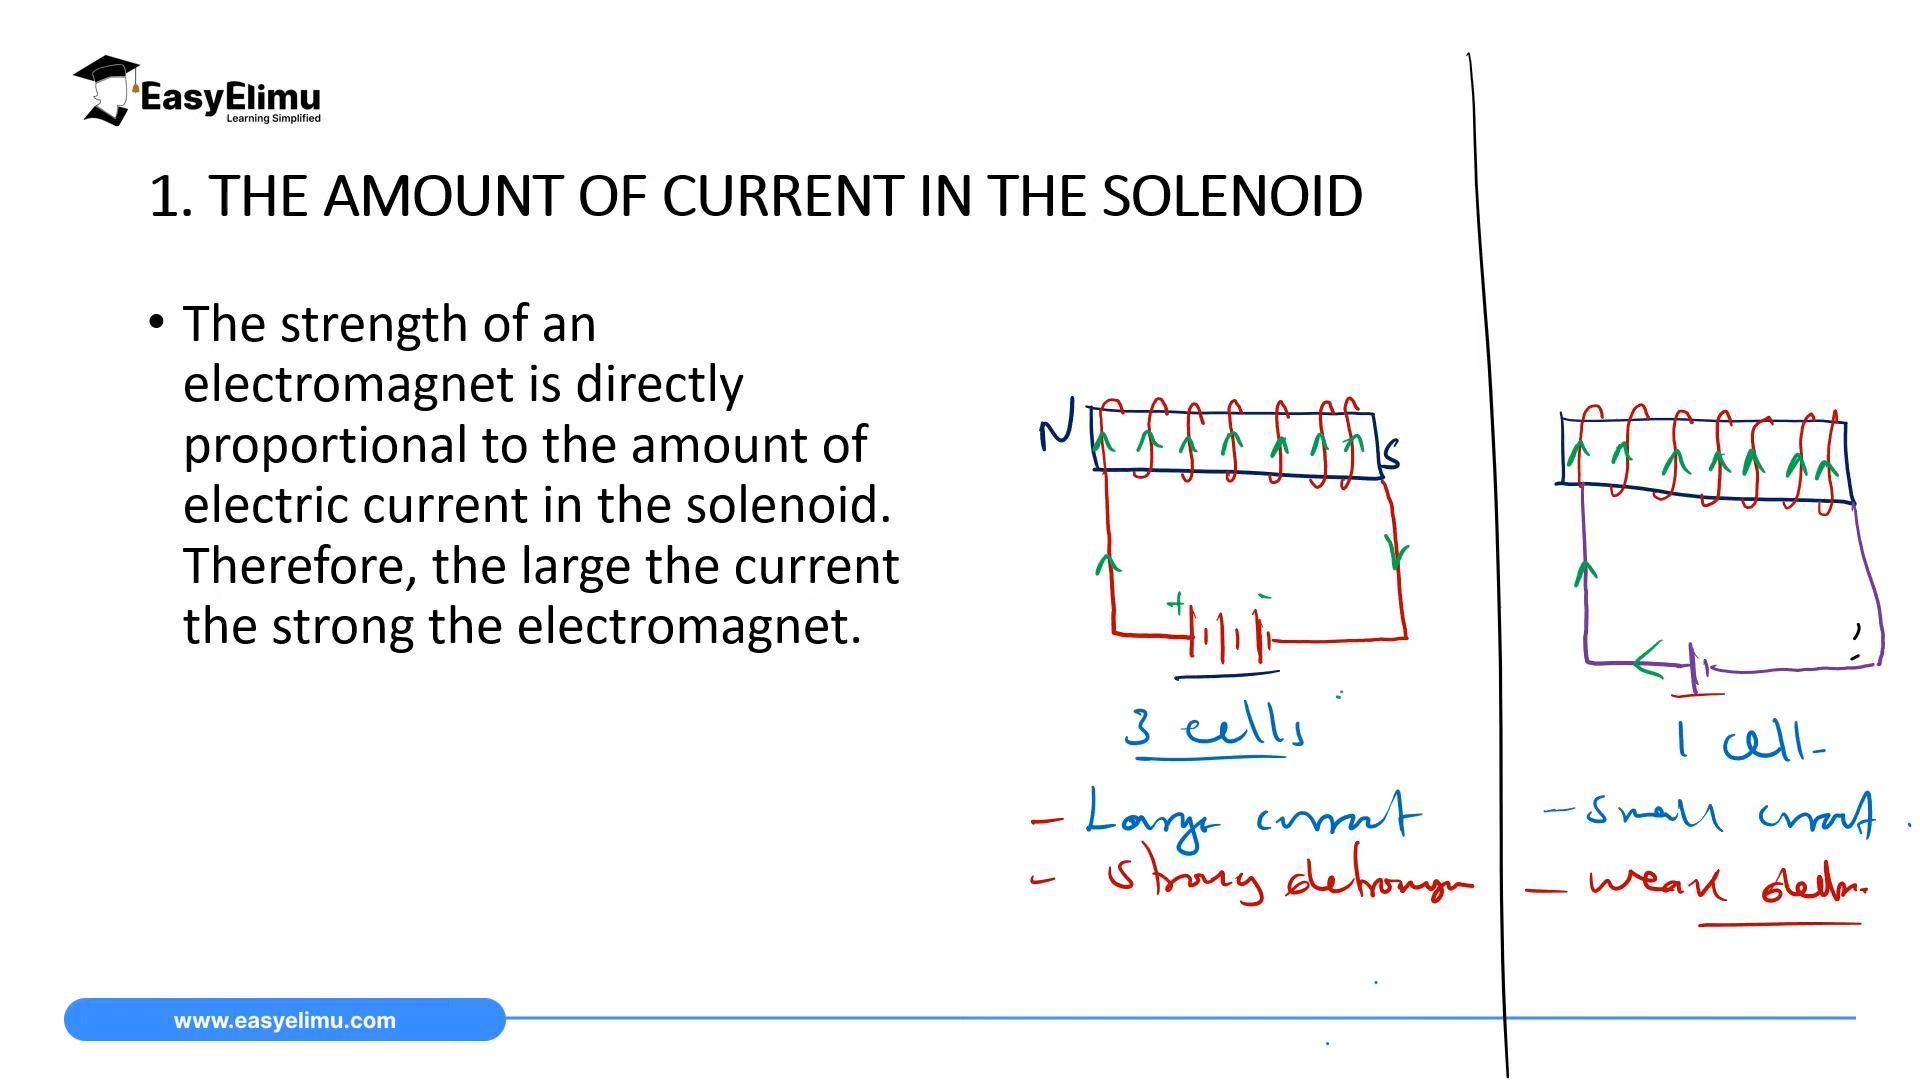 EasyElimu
Learning Simplified
1. THE AMOUNT OF CURRENT IN THE SOLENOID
• The strength of an
electromagnet is directly
proportional to the amount of
electric current in the solenoid.
Therefore, the large the current
the strong the electromagnet.
N
S
+ -
3 cells
- Large current
- strong
1 cell
- small current
- weak
www.easyelimu.com